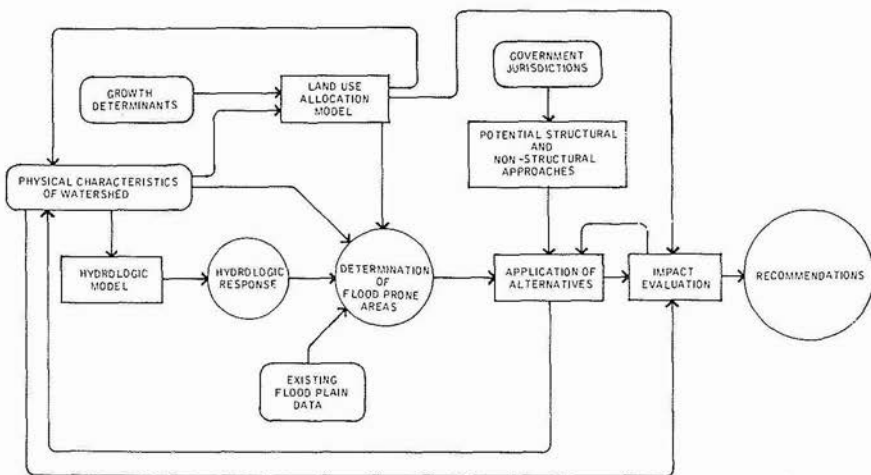 GROWTH
DETERMINANTS
LAND USE
ALLOCATION
MODEL
GOVERNMENT
JURISDICTIONS
POTENTIAL STRUCTURAL
AND
NON-STRUCTURAL
APPROACHES
PHYSICAL CHARACTERISTICS
OF WATERSHED
HYDROLOGIC
MODEL
HYDROLOGIC
RESPONSE
DETERMINATION
OF
FLOOD PRONE
AREAS
APPLICATION OF
ALTERNATIVES
IMPACT
EVALUATION
RECOMMENDATIONS
EXISTING
FLOOD PLAIN
DATA